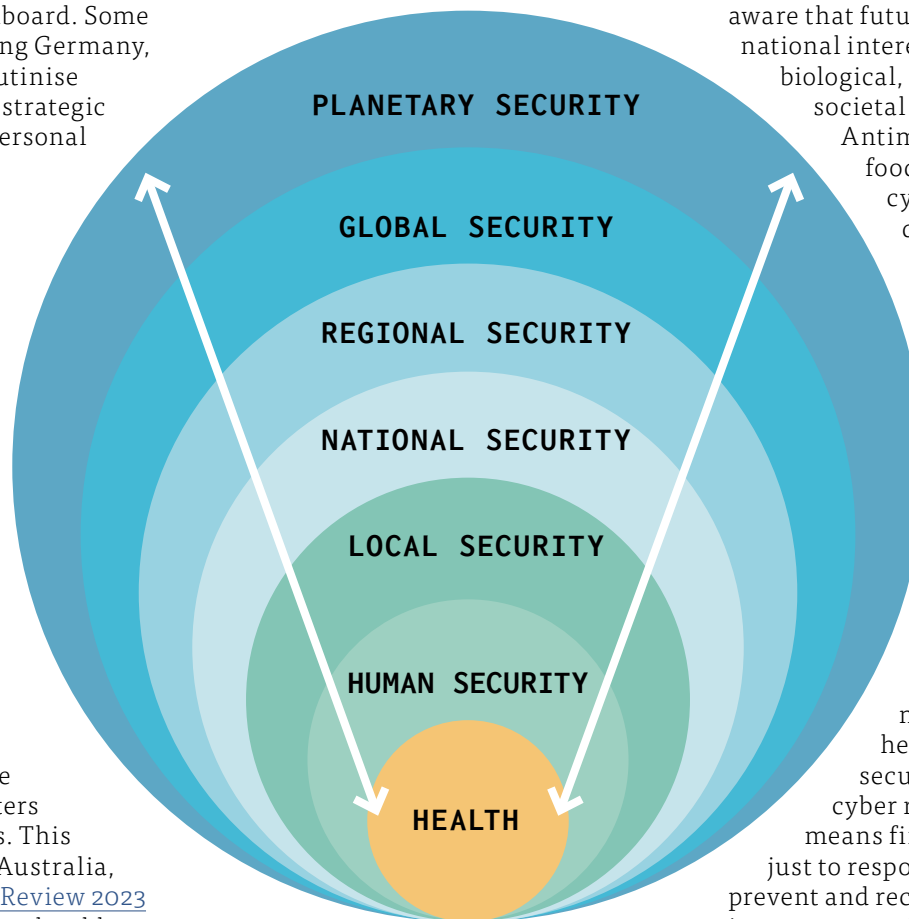 board. Some
ng Germany,
utinise
strategic
ersonal
e
ters
s. This
Australia,
Review 2023
PLANETARY SECURITY
GLOBAL SECURITY
REGIONAL SECURITY
NATIONAL SECURITY
LOCAL SECURITY
HUMAN SECURITY
HEALTH
aware that futu
national intere
biological,
societal
Antim
food
cy
n
he
secu
cyber r
means fi
just to respo
prevent and rec